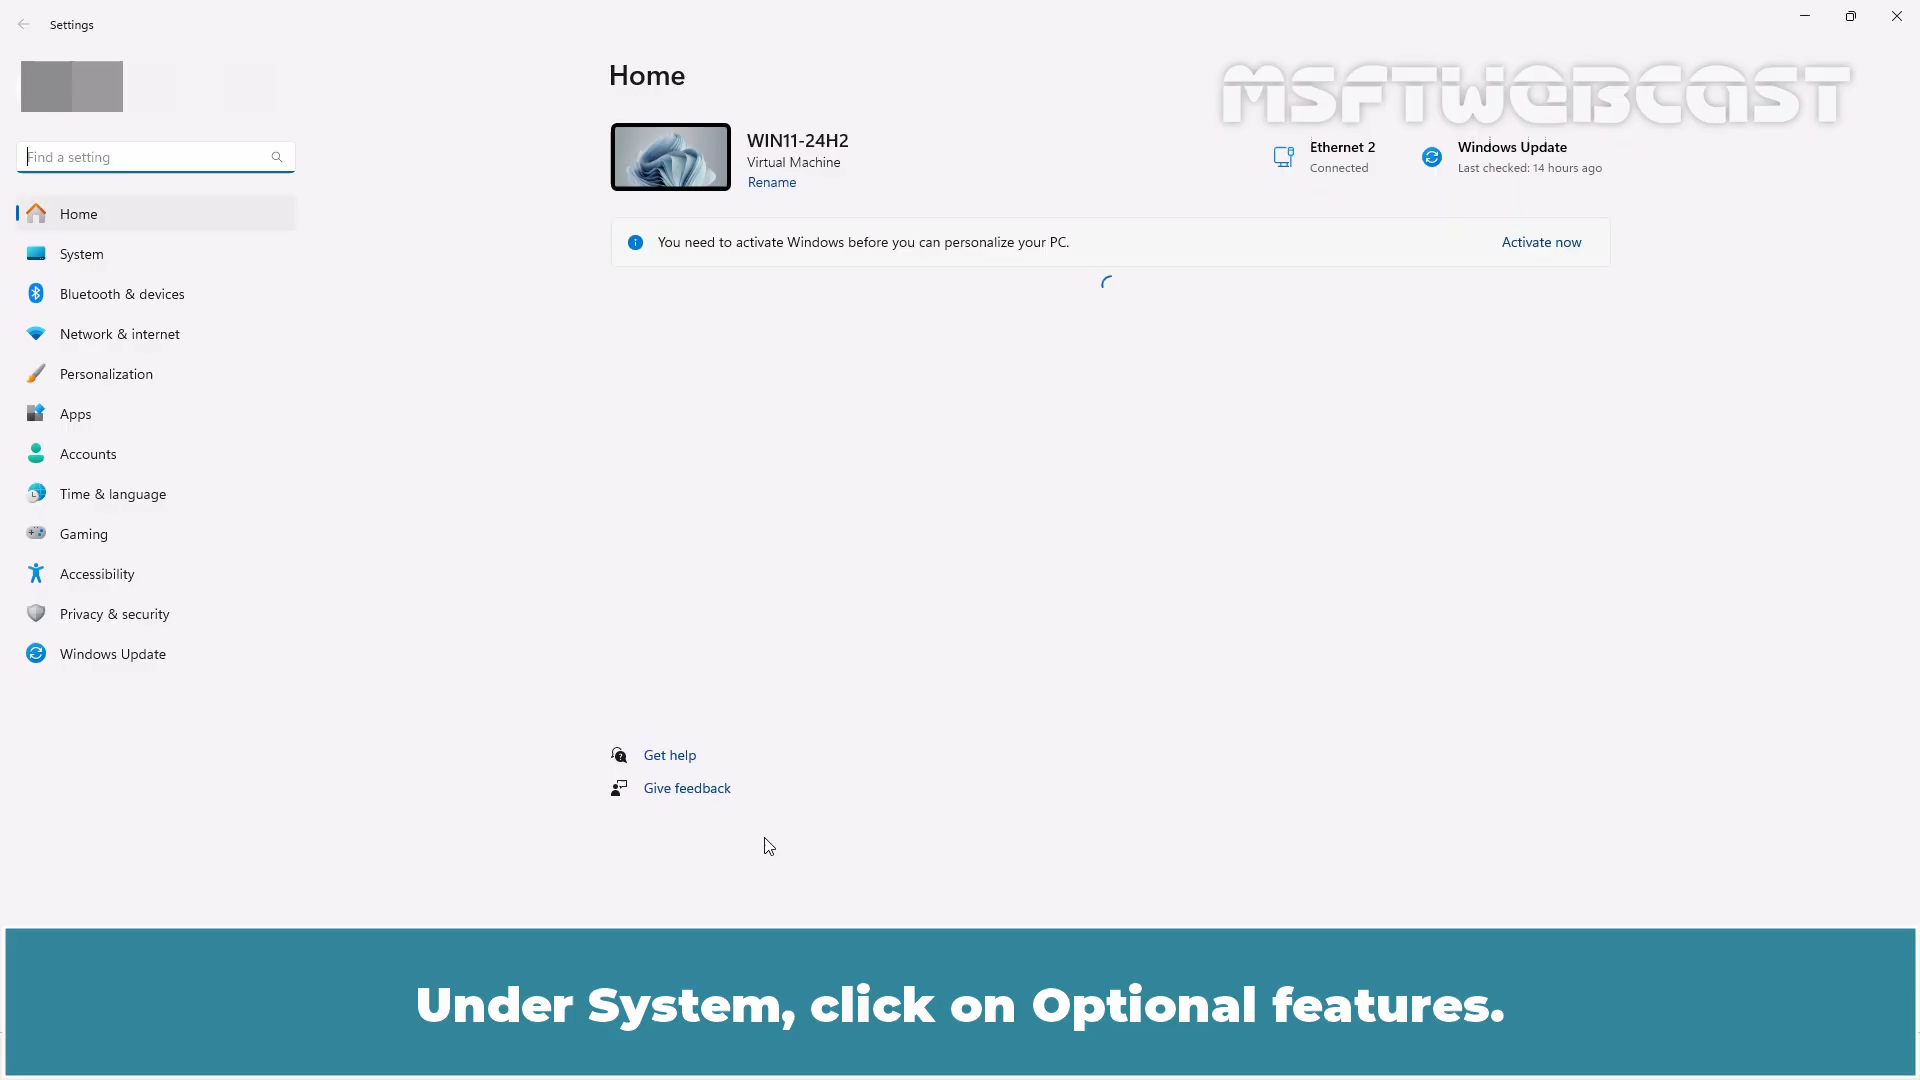 Settings
Home
MSFTWEBCAST
WIN11-24H2
Virtual Machine
Rename
Ethernet 2
Connected
Windows Update
Last checked: 14 hours ago
Find a setting
You need to activate Windows before you can personalize your PC.
Activate now
Home
System
Bluetooth & devices
Network & internet
Personalization
Apps
Accounts
Time & language
Gaming
Accessibility
Privacy & security
Windows Update
Get help
Give feedback
Under System, click on Optional features.